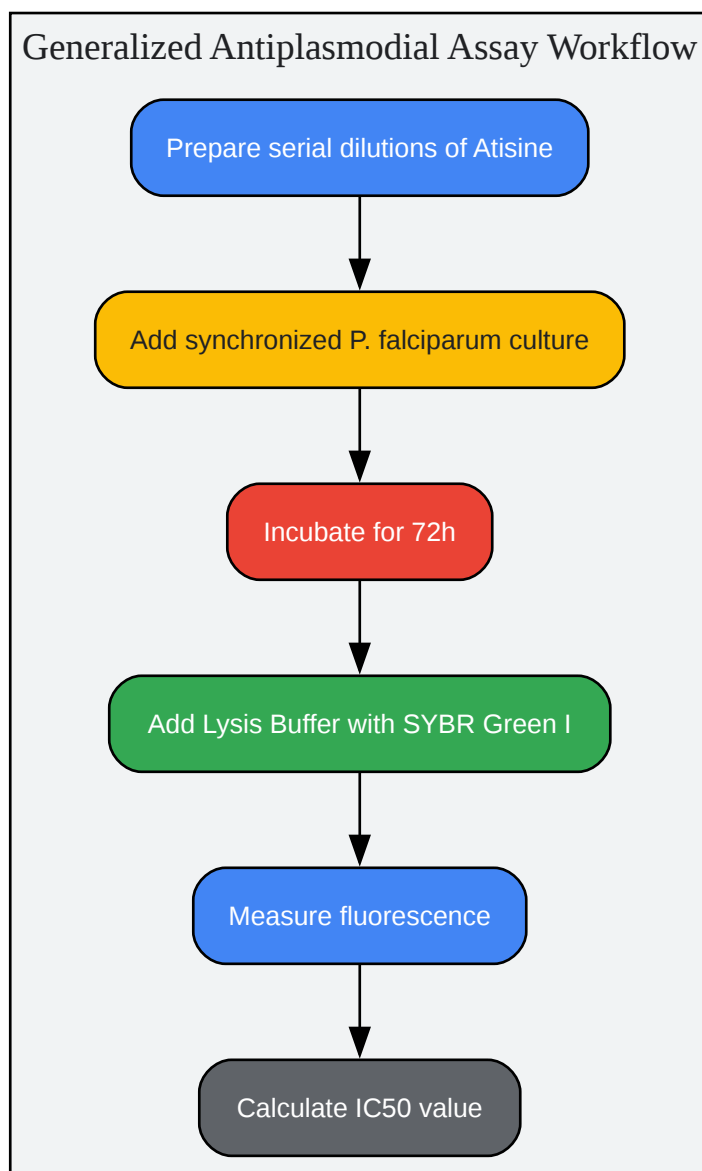 Generalized Antiplasmodial Assay Workflow
Prepare serial dilutions of Atisine
Add synchronized P. falciparum culture
Incubate for 72h
Add Lysis Buffer with SYBR Green I
Measure fluorescence
Calculate IC50 value